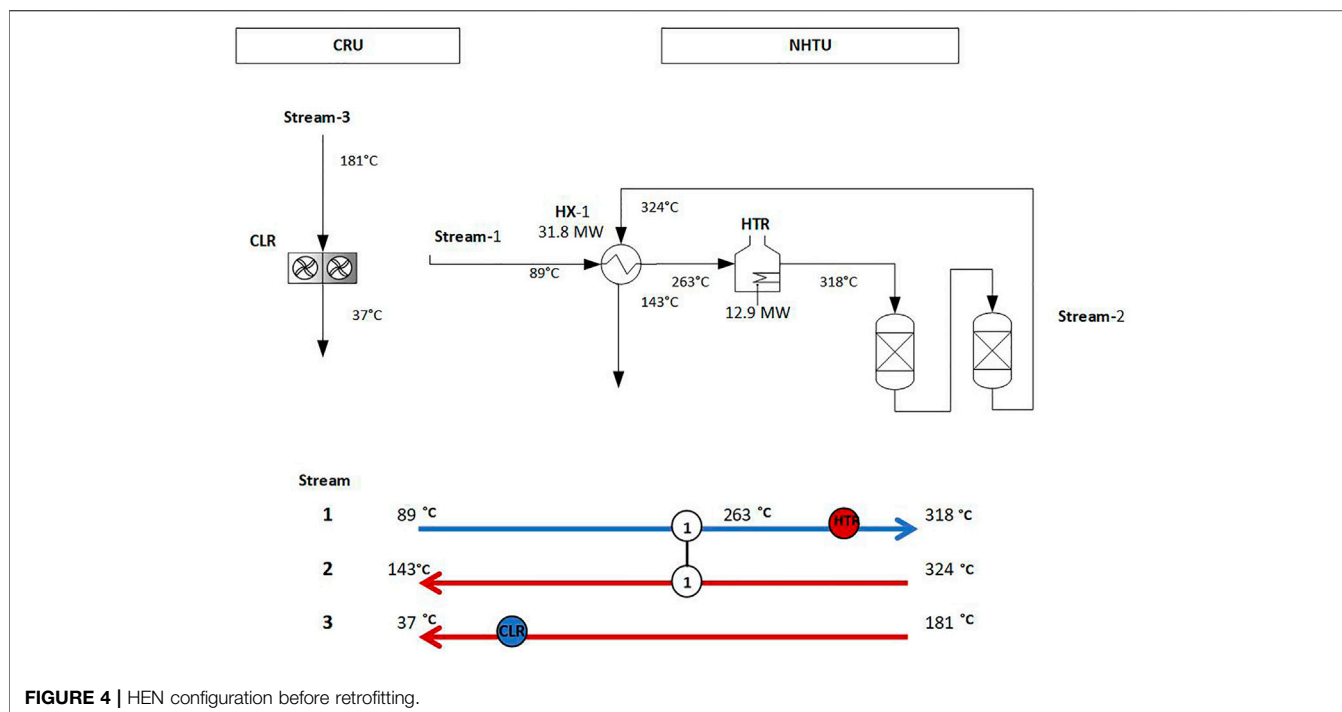 CRU
NHTU
Stream-3
181°C
CLR
37°C
Stream-1
89°C
HX-1
31.8 MW
324°C
143°C
263°C
HTR
12.9 MW
318°C
Stream-2
Stream
1 89 °C 1 263 °C HTR 318 °C
2 143°C 1 324 °C
3 37 °C CLR 181 °C
FIGURE 4 | HEN configuration before retrofitting.